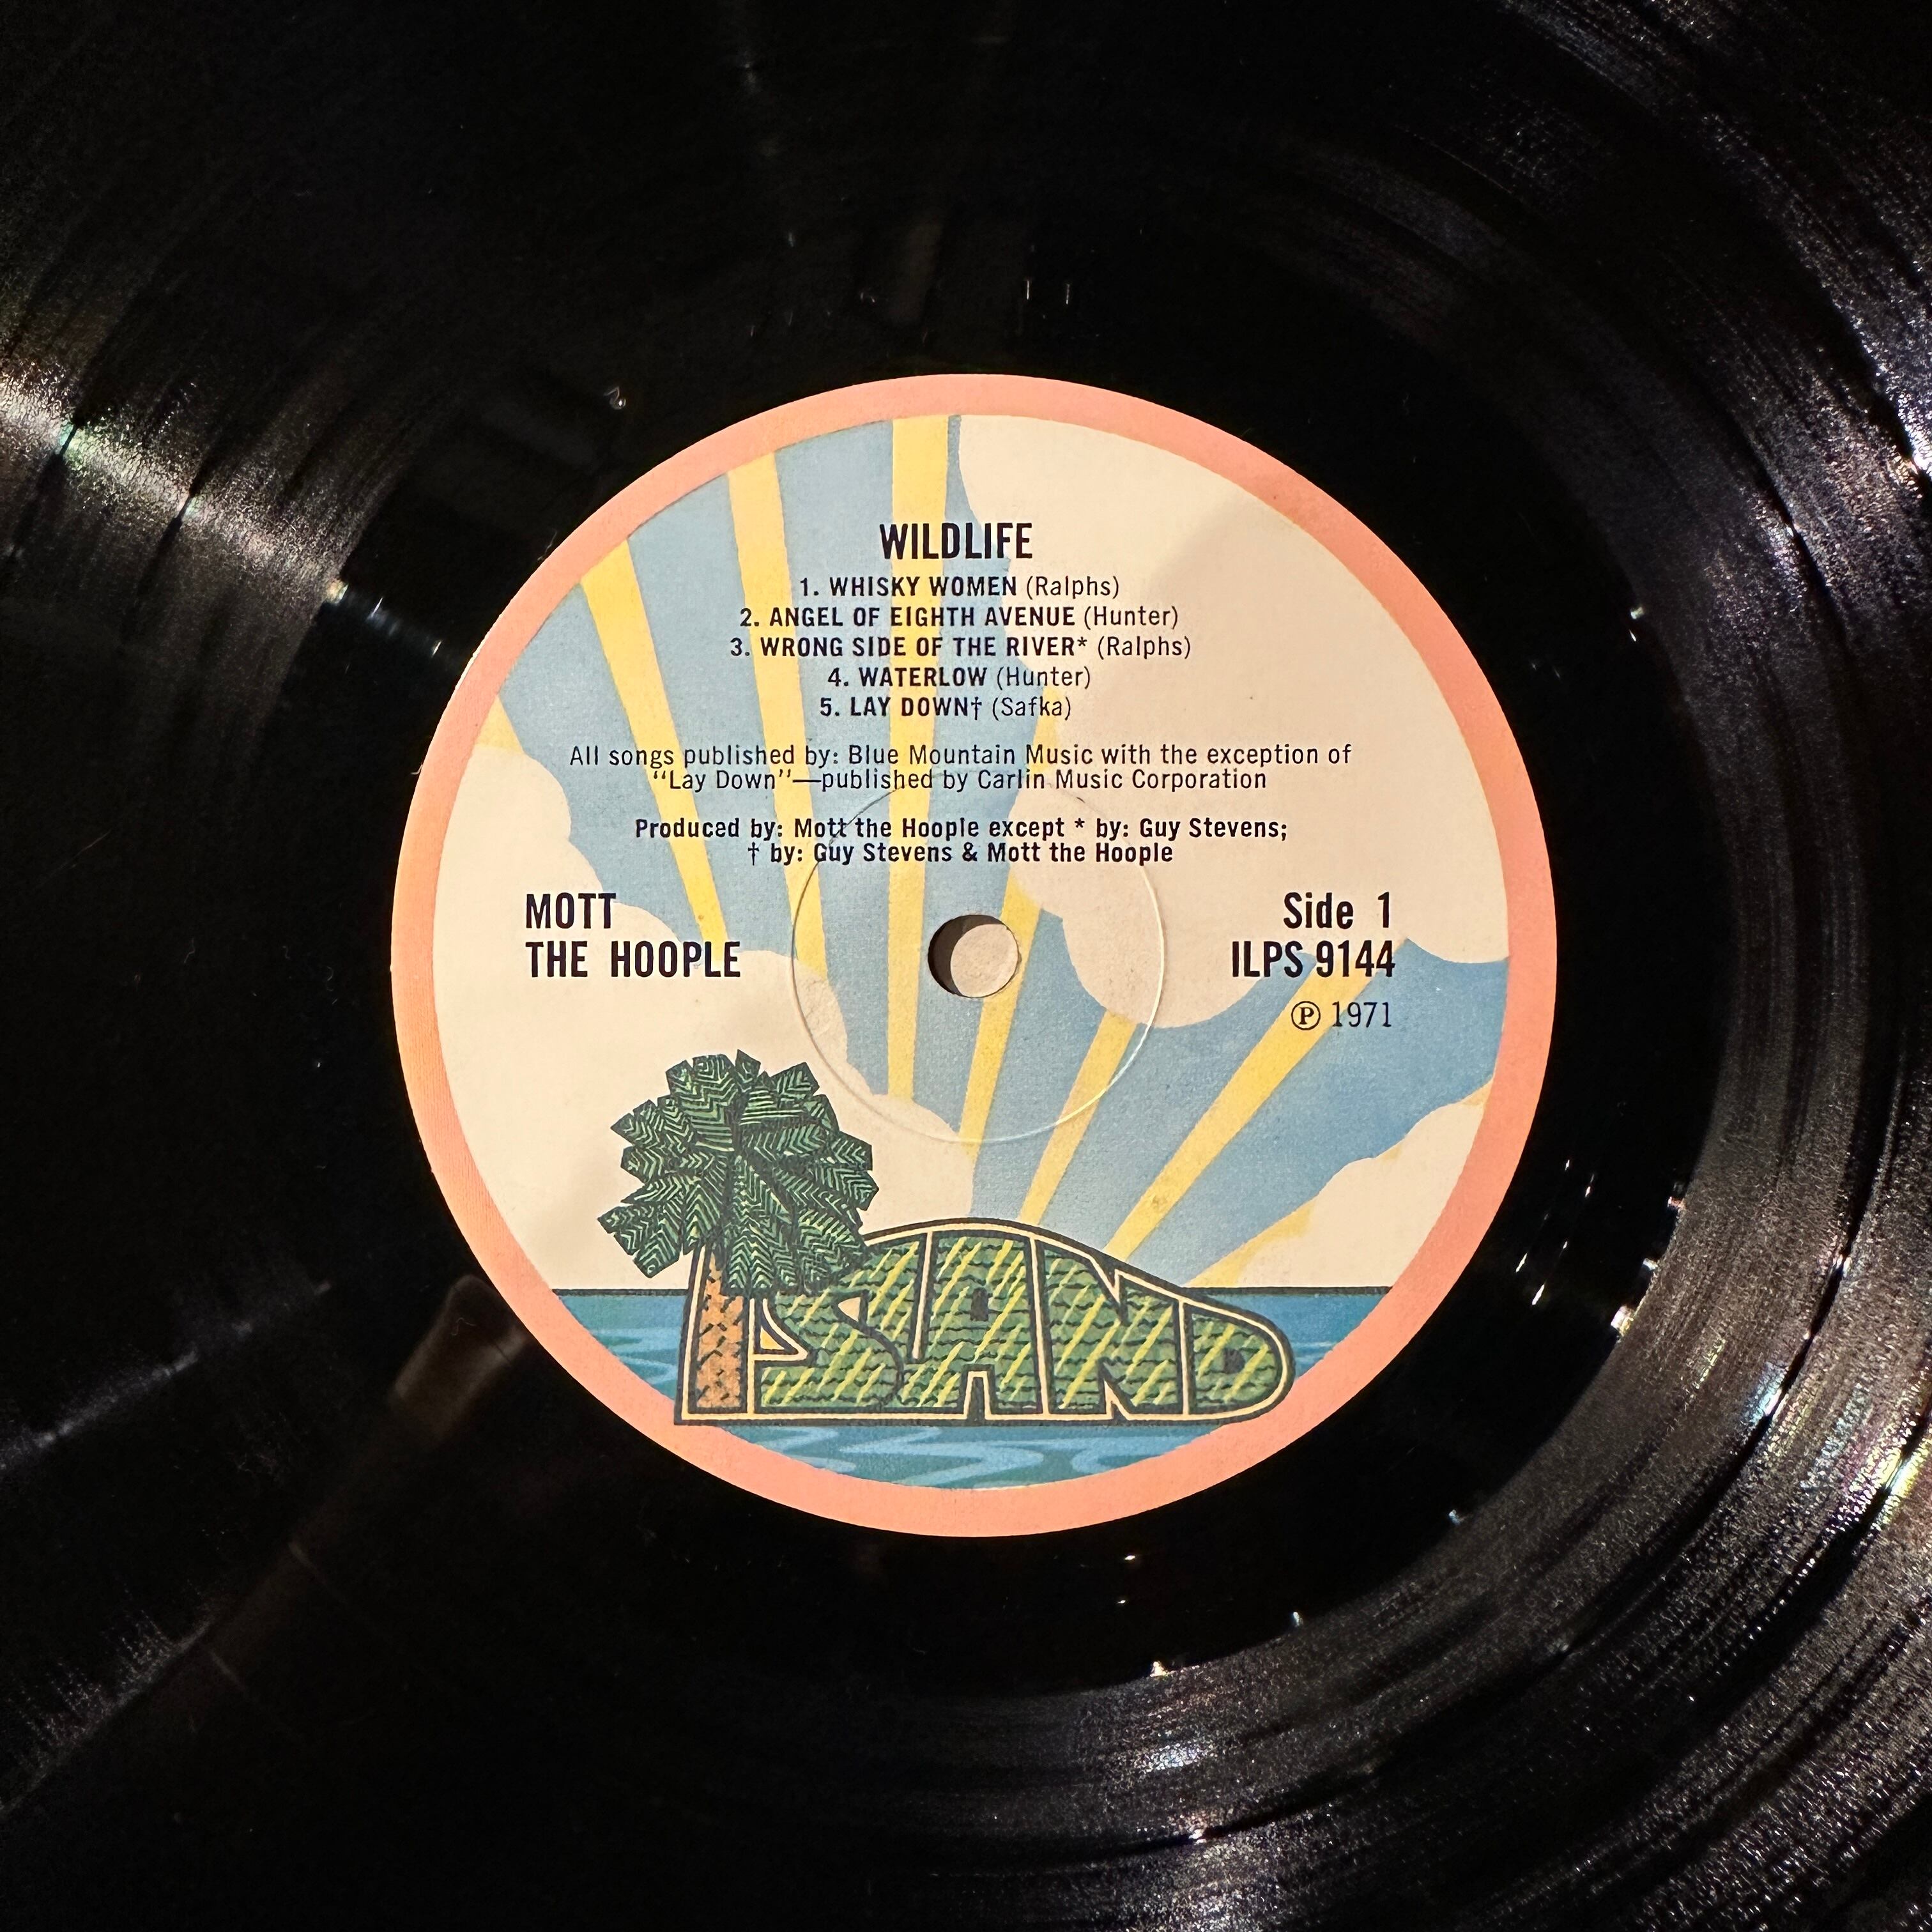 WILDLIFE
1. WHISKY WOMEN (Ralphs)
2. ANGEL OF EIGHTH AVENUE (Hunter)
3. WRONG SIDE OF THE RIVER* (Ralphs)
4. WATERLOW (Hunter)
5. LAY DOWN† (Safka)
All songs published by: Blue Mountain Music with the exception of
“Lay Down”—published by Carlin Music Corporation
Produced by: Mott the Hoople except * by: Guy Stevens;
† by: Guy Stevens & Mott the Hoople
MOTT
THE HOOPLE
Side 1
ILPS 9144
℗ 1971
ISLAND